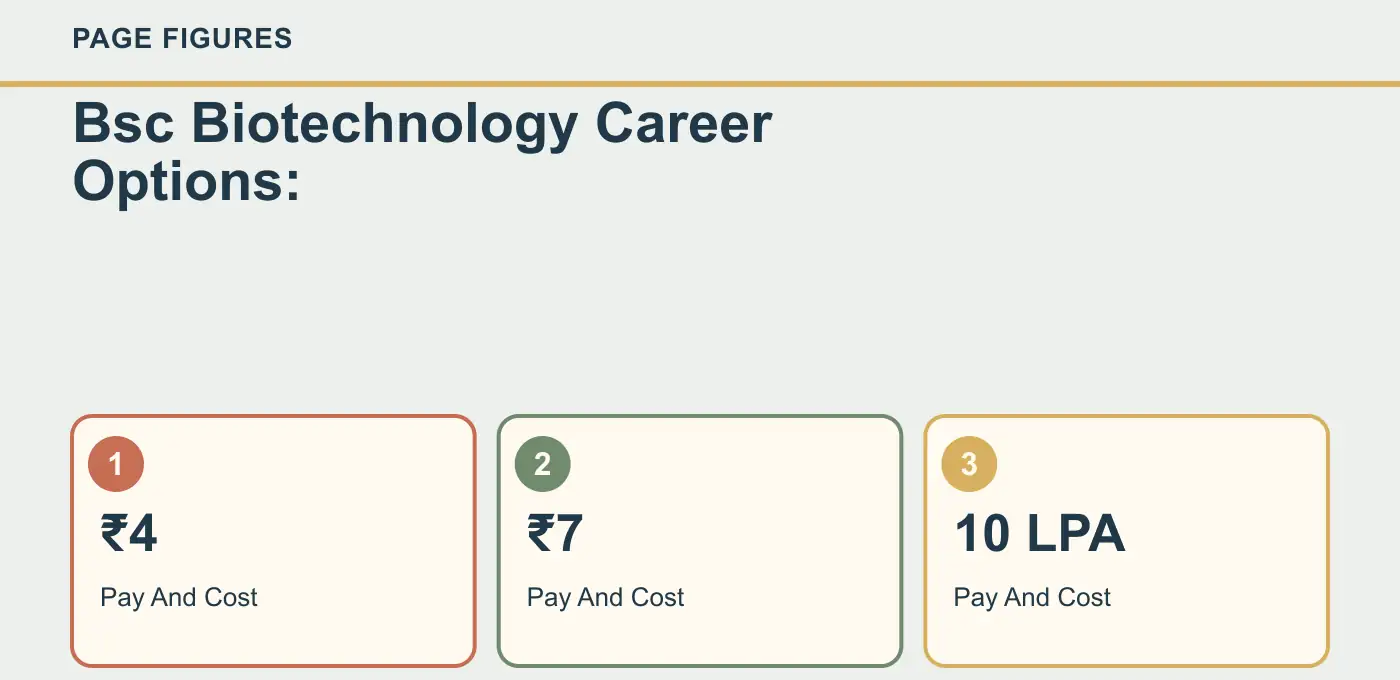 PAGE FIGURES
Bsc Biotechnology Career
Options:
1
₹4
Pay And Cost
2
₹7
Pay And Cost
3
10 LPA
Pay And Cost